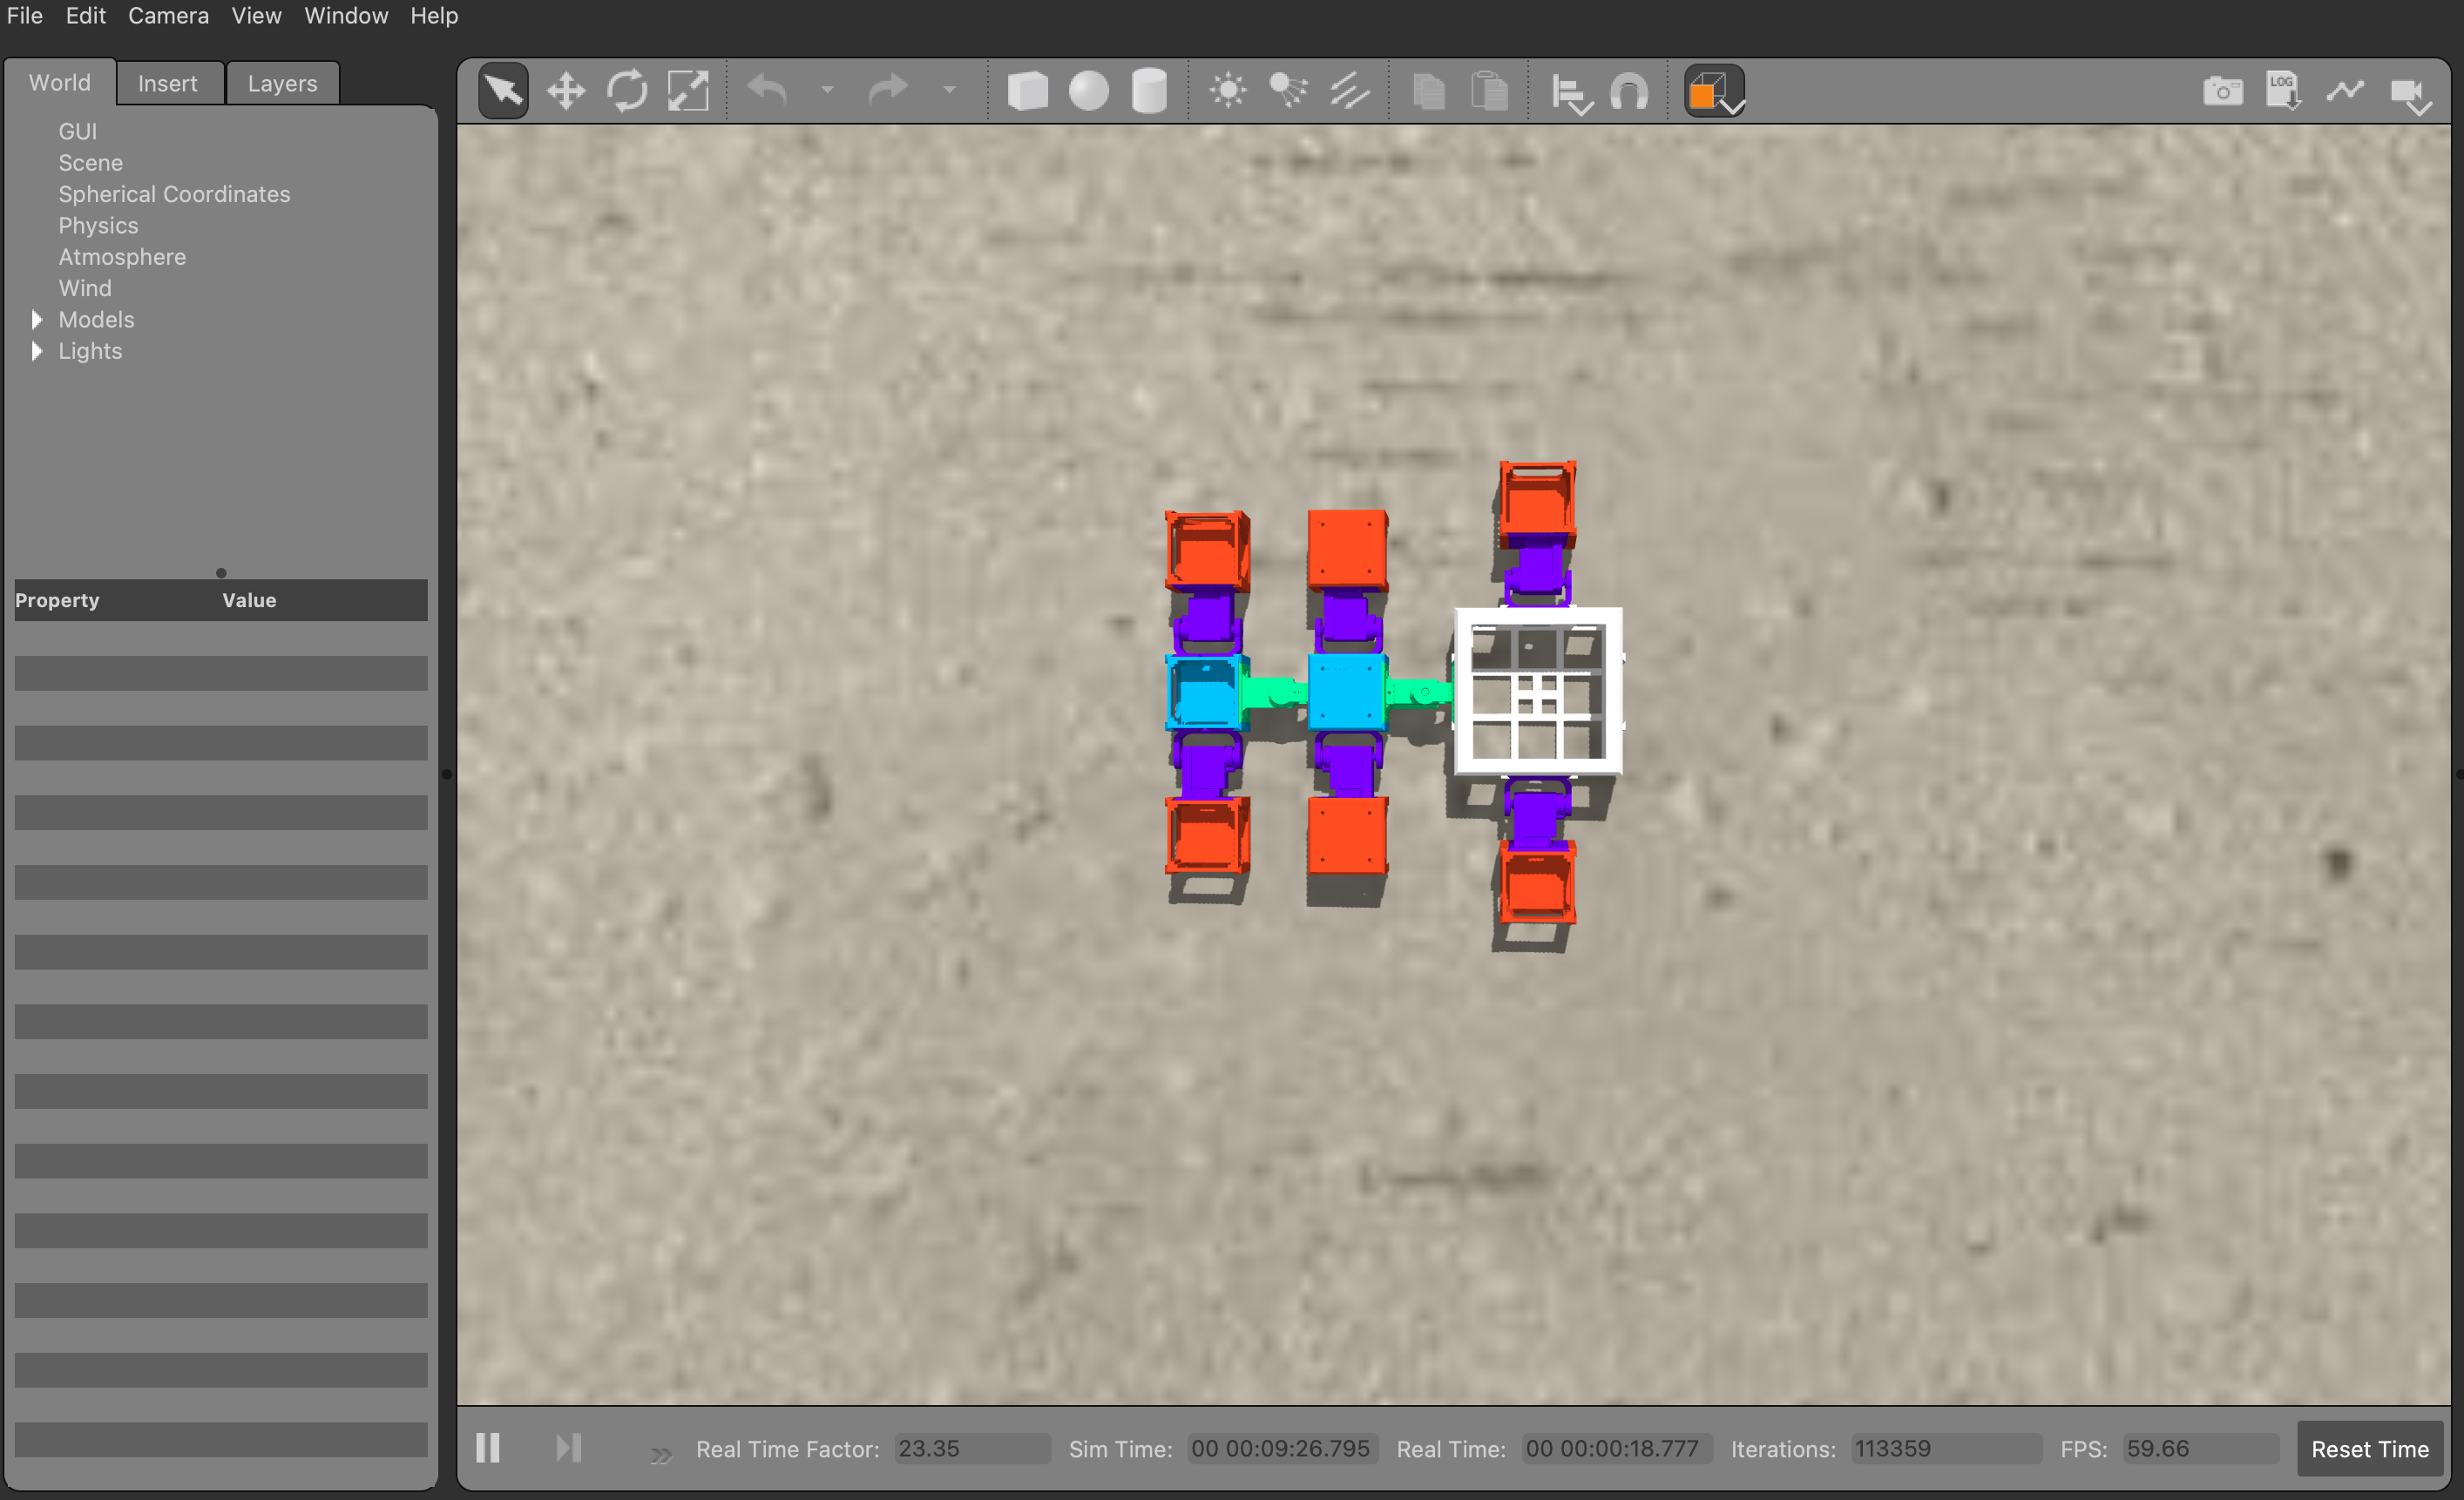 File Edit Camera View Window Help
World Insert Layers
LOG
GUI
Scene
Spherical Coordinates
Physics
Atmosphere
Wind
Models
Lights
Property Value
Real Time Factor: 23.35 Sim Time: 00 00:09:26.795 Real Time: 00 00:00:18.777 Iterations: 113359 FPS: 59.66 Reset Time